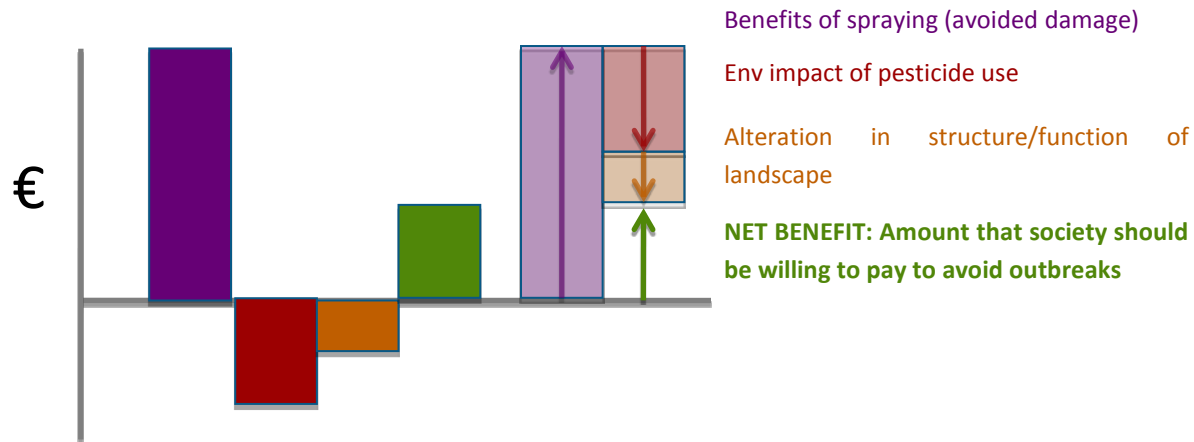 Benefits of spraying (avoided damage)
Env impact of pesticide use
€
Alteration in structure/function of
landscape
NET BENEFIT: Amount that society should
be willing to pay to avoid outbreaks